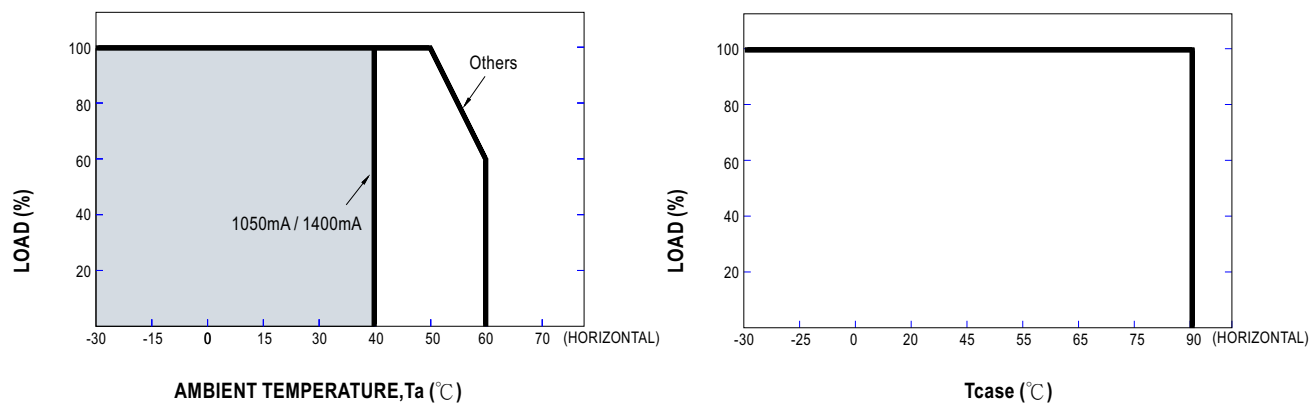 100
80
60
40
20
LOAD (%)
Others
1050mA / 1400mA
-30 -15 0 15 30 40 50 60 70 (HORIZONTAL)
AMBIENT TEMPERATURE,Ta (℃)
100
80
60
40
20
LOAD (%)
-30 -25 0 20 45 55 65 75 90 (HORIZONTAL)
Tcase (℃)